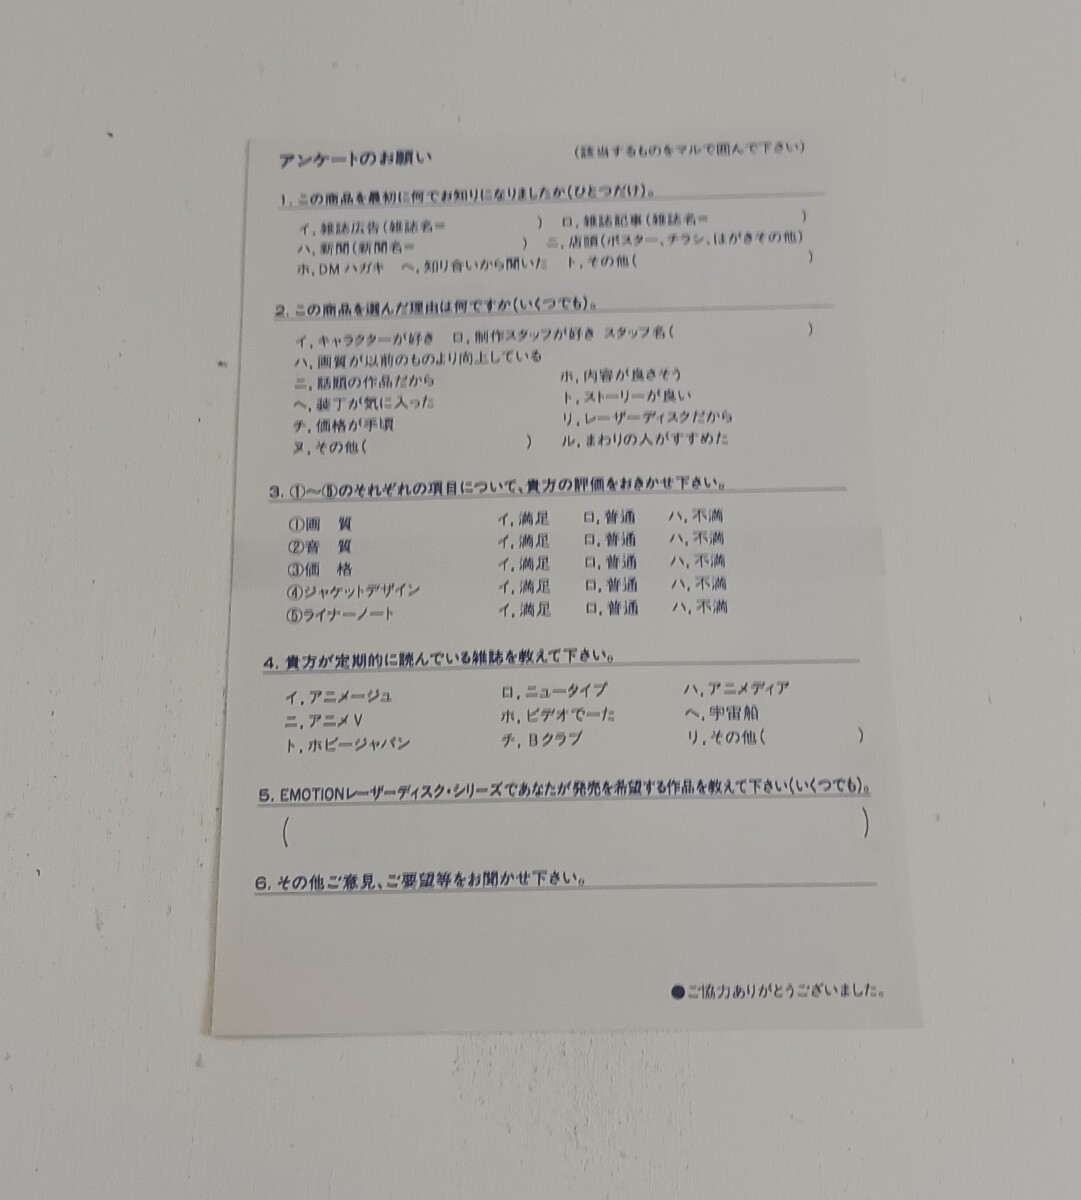 アンケートのお願い （該当するものをマルで囲んで下さい）
1. この商品を最初に何でお知りになりましたか（ひとつだけ）。
イ, 雑誌広告（雑誌名＝ ） ロ, 雑誌記事（雑誌名＝ ）
ハ, 新聞（新聞名＝ ） ニ, 店頭（ポスター、チラシ、はがきその他）
ホ, DMハガキ ヘ, 知り合いから聞いた ト, その他（ ）
2. この商品を選んだ理由は何ですか（いくつでも）。
イ, キャラクターが好き ロ, 制作スタッフが好き スタッフ名（ ）
ハ, 画質が以前のものより向上している
ニ, 話題の作品だから ホ, 内容が良さそう
ヘ, 装丁が気に入った ト, ストーリーが良い
チ, 価格が手頃 リ, レーザーディスクだから
ヌ, その他（ ） ル, まわりの人がすすめた
3. ①～⑤のそれぞれの項目について、貴方の評価をおきかせ下さい。
①画 質 イ, 満足 ロ, 普通 ハ, 不満
②音 質 イ, 満足 ロ, 普通 ハ, 不満
③価 格 イ, 満足 ロ, 普通 ハ, 不満
④ジャケットデザイン イ, 満足 ロ, 普通 ハ, 不満
⑤ライナーノート イ, 満足 ロ, 普通 ハ, 不満
4. 貴方が定期的に読んでいる雑誌を教えて下さい。
イ, アニメージュ ロ, ニュータイプ ハ, アニメディア
ニ, アニメV ホ, ビデオでーた ヘ, 宇宙船
ト, ホビージャパン チ, Bクラブ リ, その他（ ）
5. EMOTIONレーザーディスク・シリーズであなたが発売を希望する作品を教えて下さい（いくつでも）。
（ ）
6. その他ご意見、ご要望等をお聞かせ下さい。
●ご協力ありがとうございました。